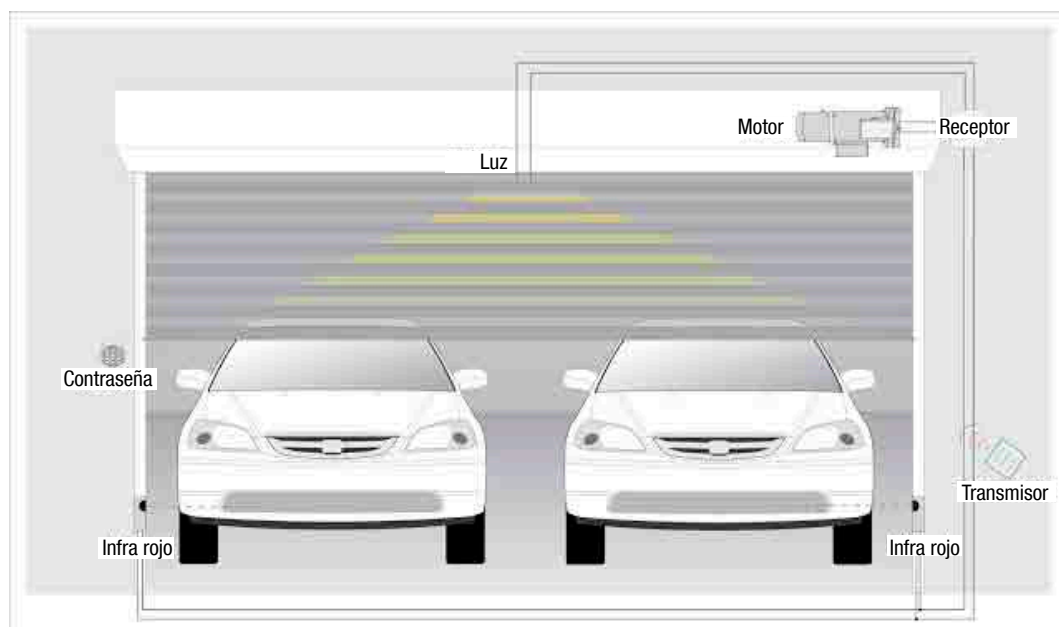 Motor
Receptor
Luz
Contraseña
Transmisor
Infra rojo
Infra rojo